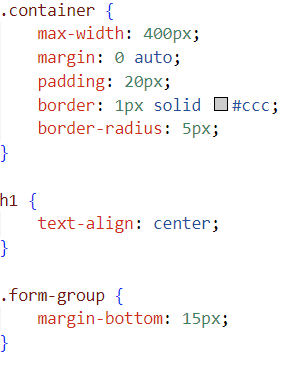 .container {
    max-width: 400px;
    margin: 0 auto;
    padding: 20px;
    border: 1px solid #ccc;
    border-radius: 5px;
}

h1 {
    text-align: center;
}

.form-group {
    margin-bottom: 15px;
}